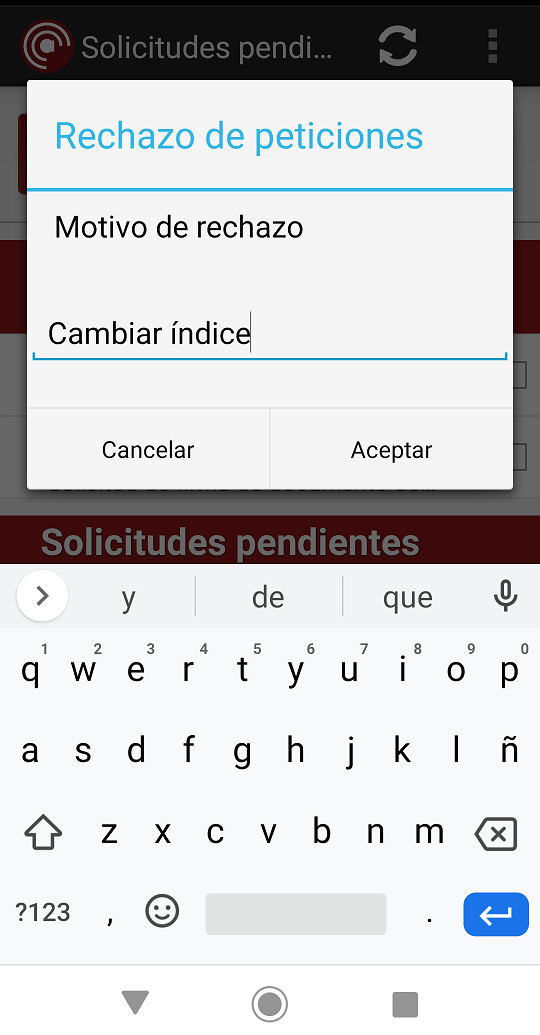 Solicitudes pendi...
Rechazo de peticiones
Motivo de rechazo
Cambiar índice
Cancelar Aceptar
Solicitudes pendientes
y de que
1 2 3 4 5 6 7 8 9 0
q w e r t y u i o p
a s d f g h j k l ñ
z x c v b n m
?123 , .